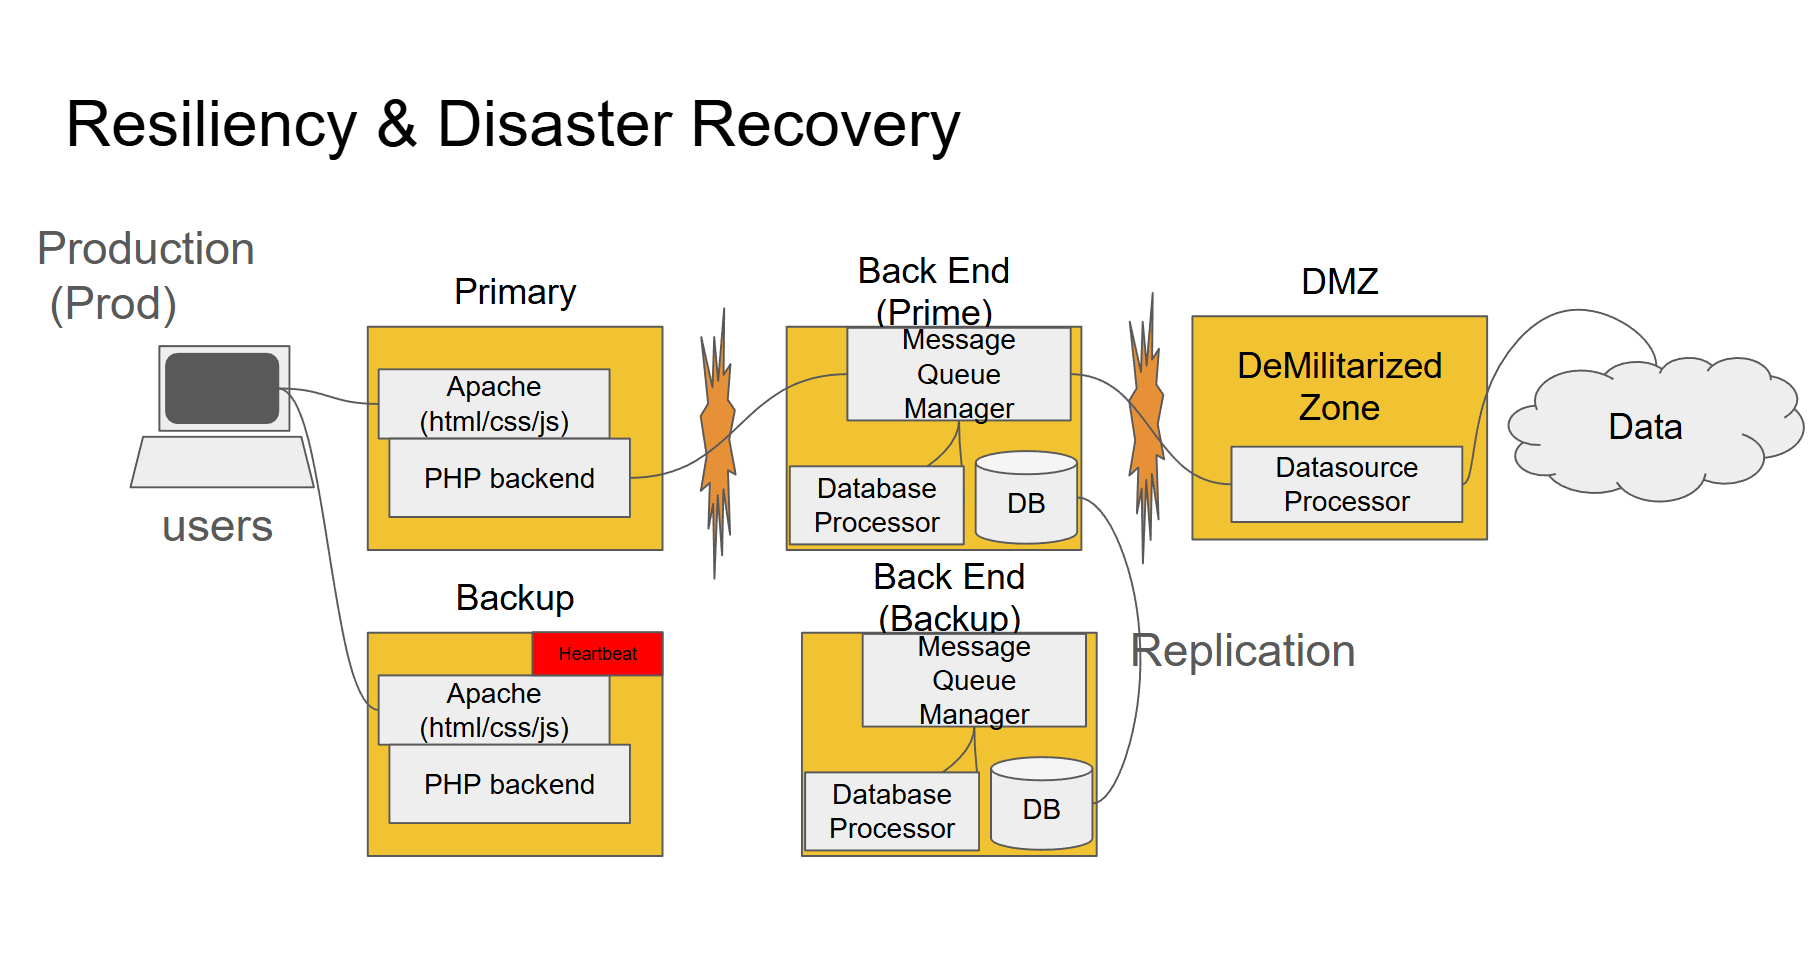 Resiliency & Disaster Recovery
Production
(Prod)
users
Primary
Apache
(html/css/js)
PHP backend
Back End
(Prime)
Message
Queue
Manager
Database
Processor
DB
DMZ
DeMilitarized
Zone
Datasource
Processor
Data
Backup
Heartbeat
Apache
(html/css/js)
PHP backend
Back End
(Backup)
Message
Queue
Manager
Database
Processor
DB
Replication